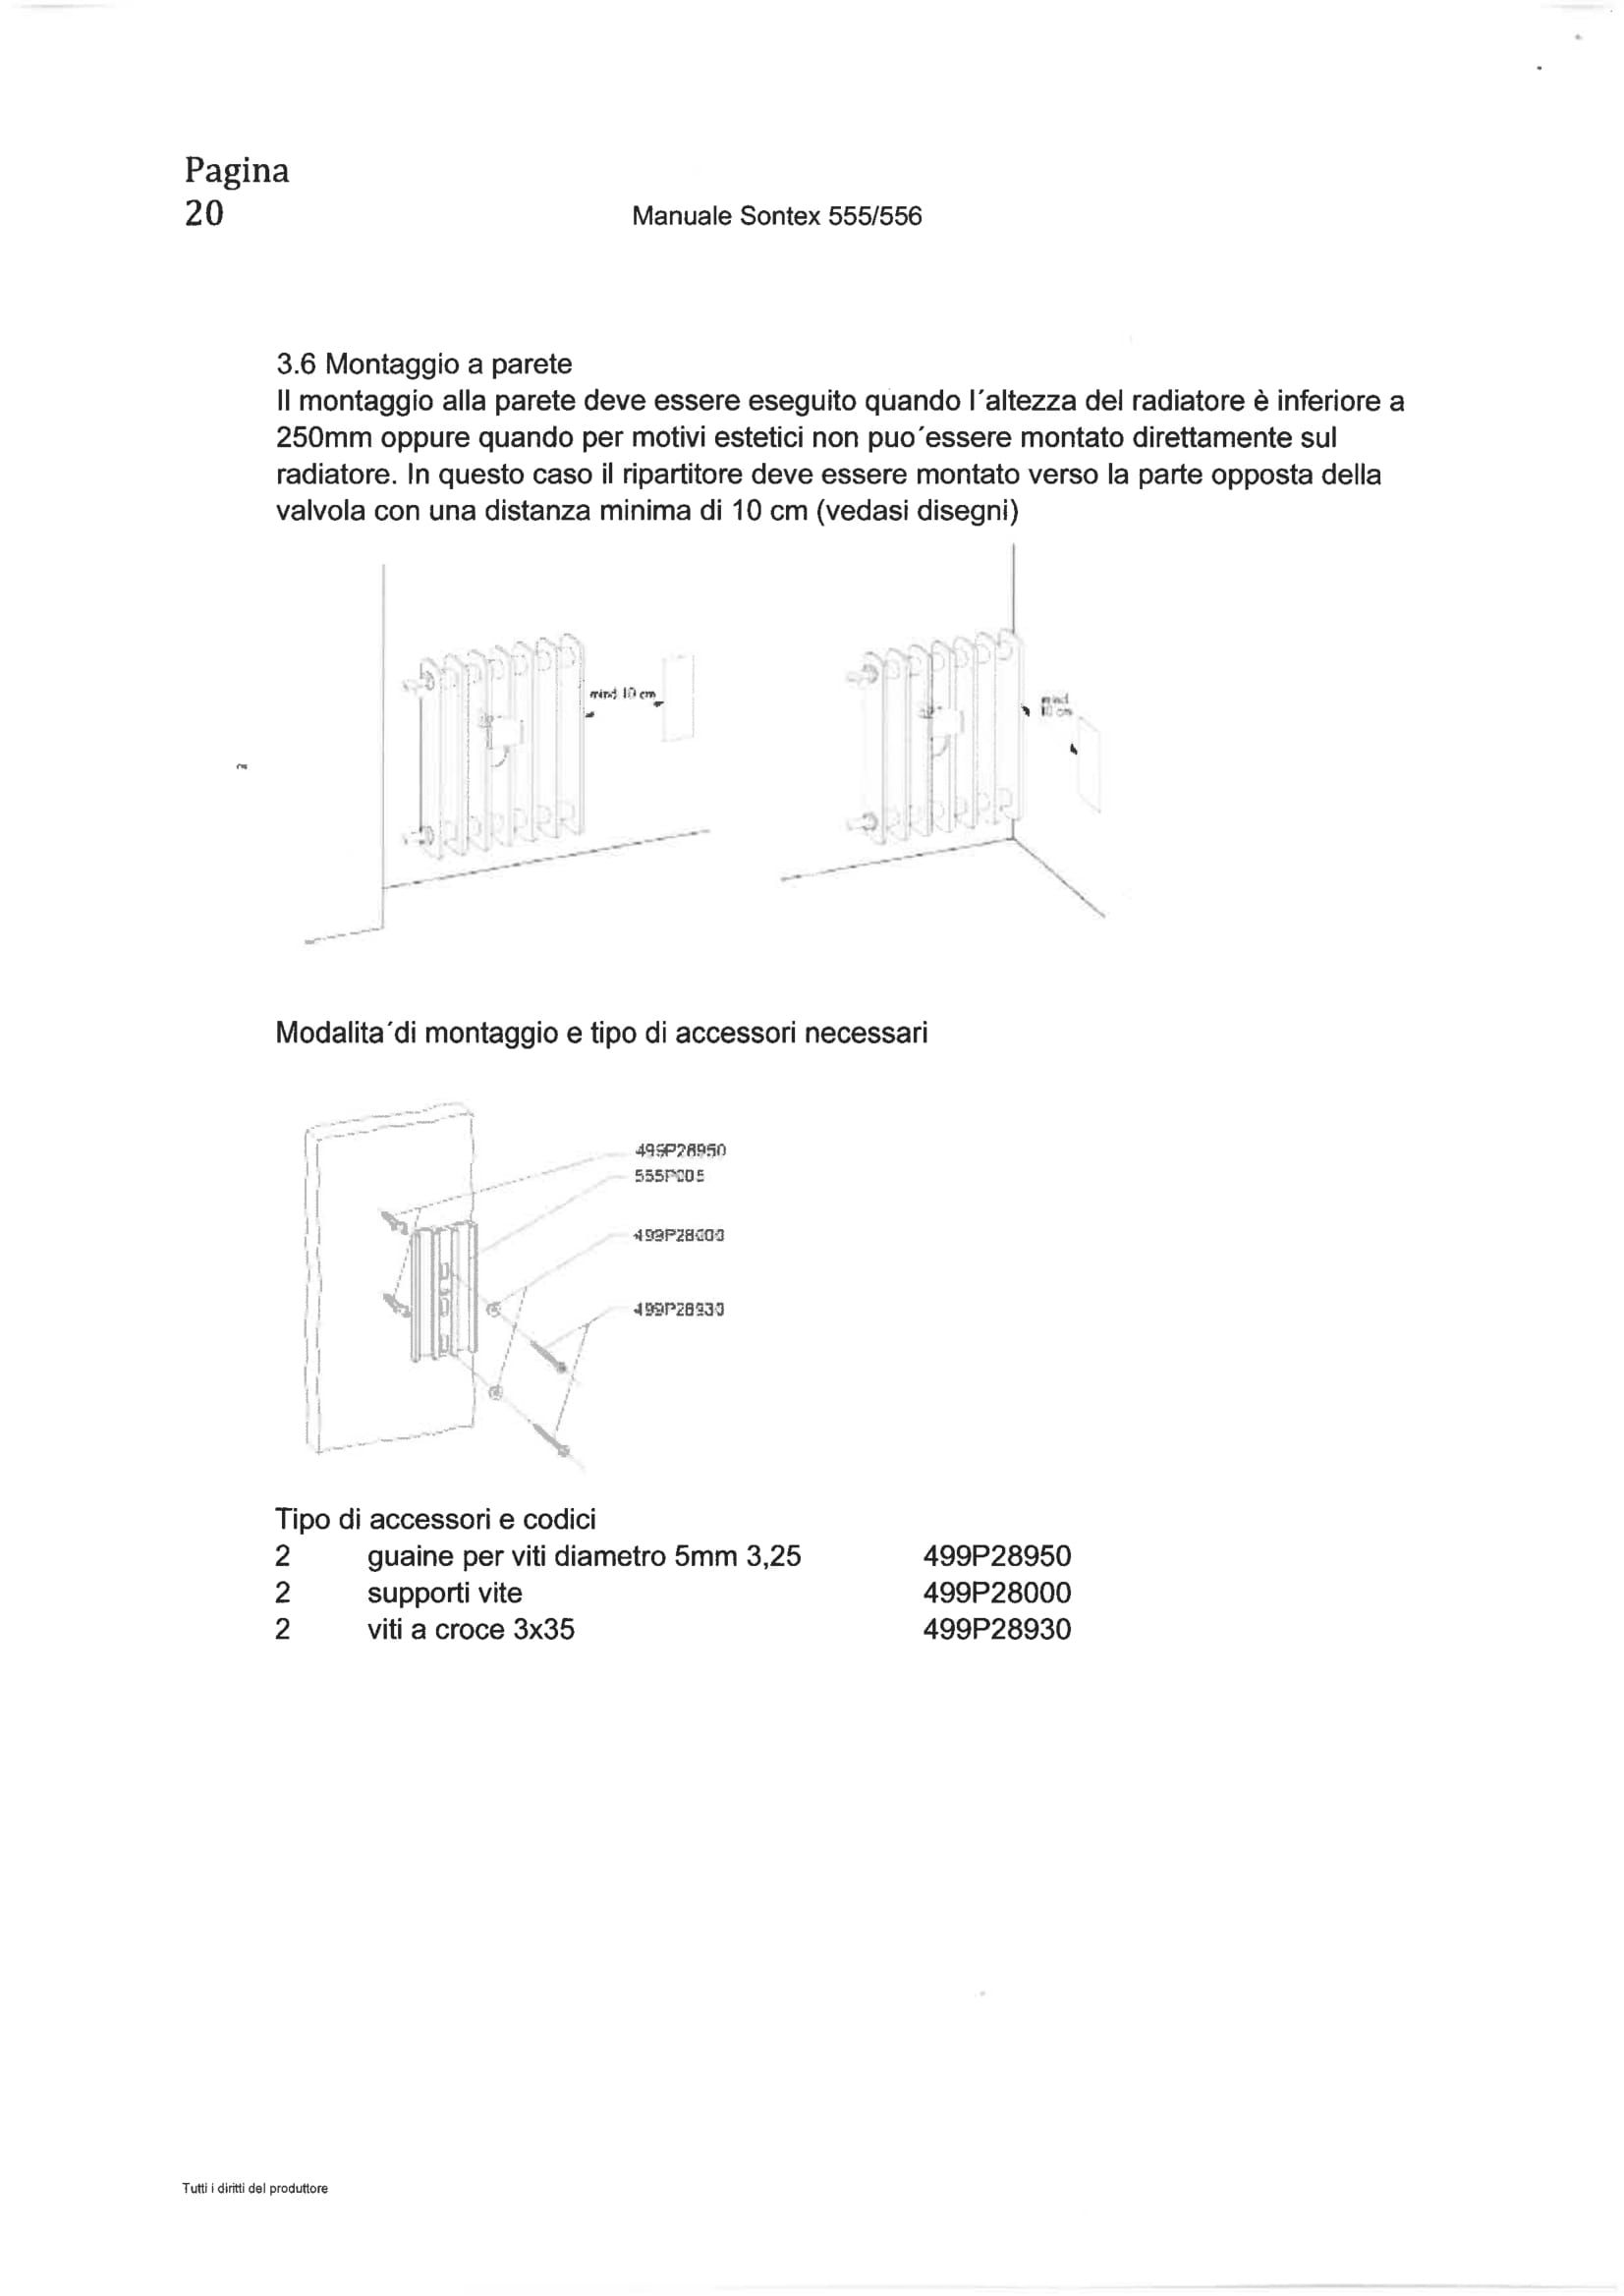 Pagina
20
Manuale Sontex 555/556
3.6 Montaggio a parete
Il montaggio alla parete deve essere eseguito quando l´altezza del radiatore è inferiore a
250mm oppure quando per motivi estetici non puo´essere montato direttamente sul
radiatore. In questo caso il ripartitore deve essere montato verso la parte opposta della
valvola con una distanza minima di 10 cm (vedasi disegni)
mind 10 cm
mind
10 cm
Modalita´di montaggio e tipo di accessori necessari
499P28950
555P005
499P28000
499P28930
Tipo di accessori e codici
2 guaine per viti diametro 5mm 3,25 499P28950
2 supporti vite 499P28000
2 viti a croce 3x35 499P28930
Tutti i diritti del produttore